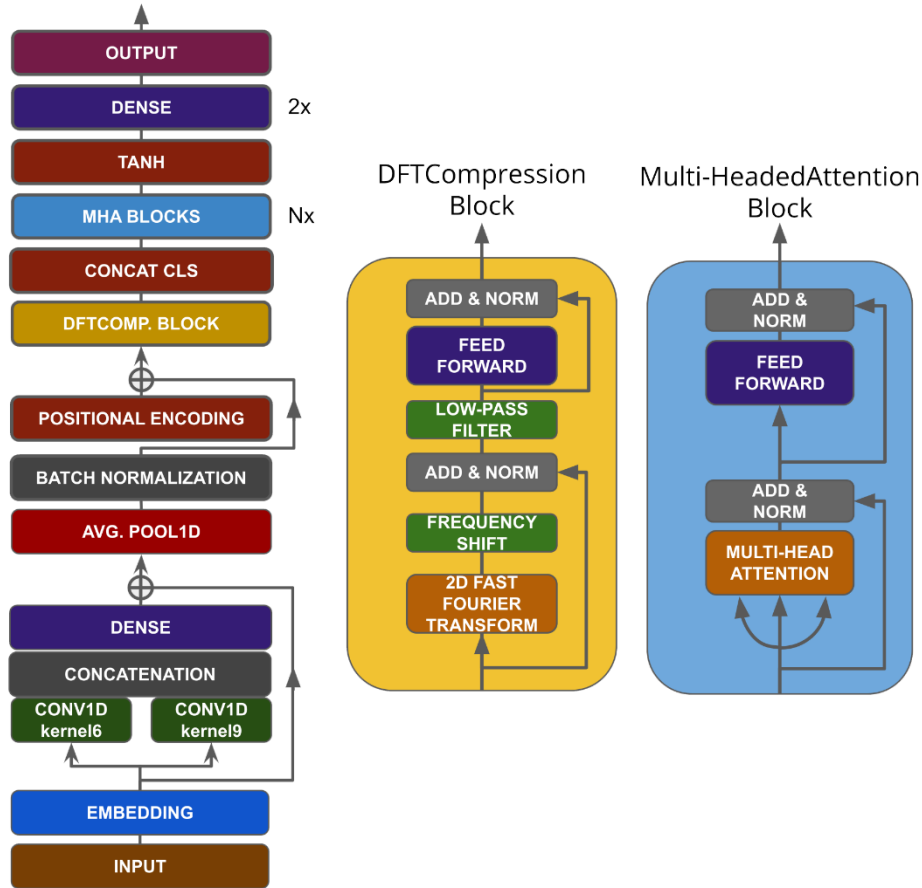 OUTPUT
DENSE
2x
TANH
MHA BLOCKS
Nx
CONCAT CLS
DFTCOMP. BLOCK
POSITIONAL ENCODING
BATCH NORMALIZATION
AVG. POOL1D
DENSE
CONCATENATION
CONV1D
kernel6
CONV1D
kernel9
EMBEDDING
INPUT
DFTCompression
Block
ADD & NORM
FEED
FORWARD
LOW-PASS
FILTER
ADD & NORM
FREQUENCY
SHIFT
2D FAST
FOURIER
TRANSFORM
Multi-HeadedAttention
Block
ADD &
NORM
FEED
FORWARD
ADD &
NORM
MULTI-HEAD
ATTENTION